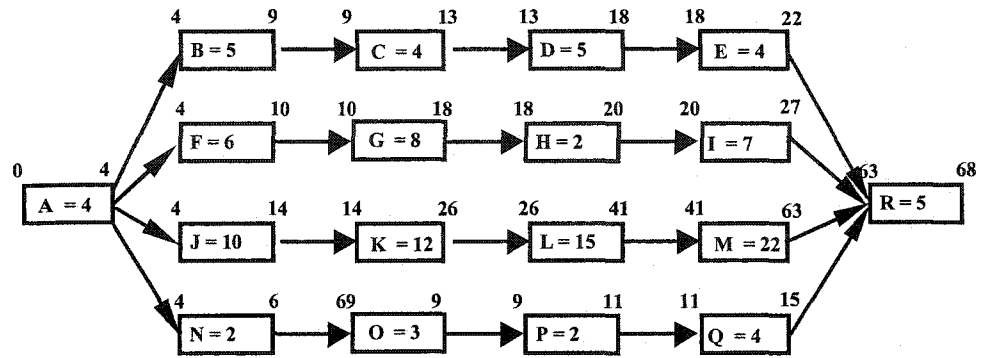 4 9 9 13 13 18 18 22
B = 5 C = 4 D = 5 E = 4
4 10 10 18 18 20 20 27
F = 6 G = 8 H = 2 I = 7
0 4 63 68
A = 4 R = 5
4 14 14 26 26 41 41 63
J = 10 K = 12 L = 15 M = 22
4 6 69 9 9 11 11 15
N = 2 O = 3 P = 2 Q = 4